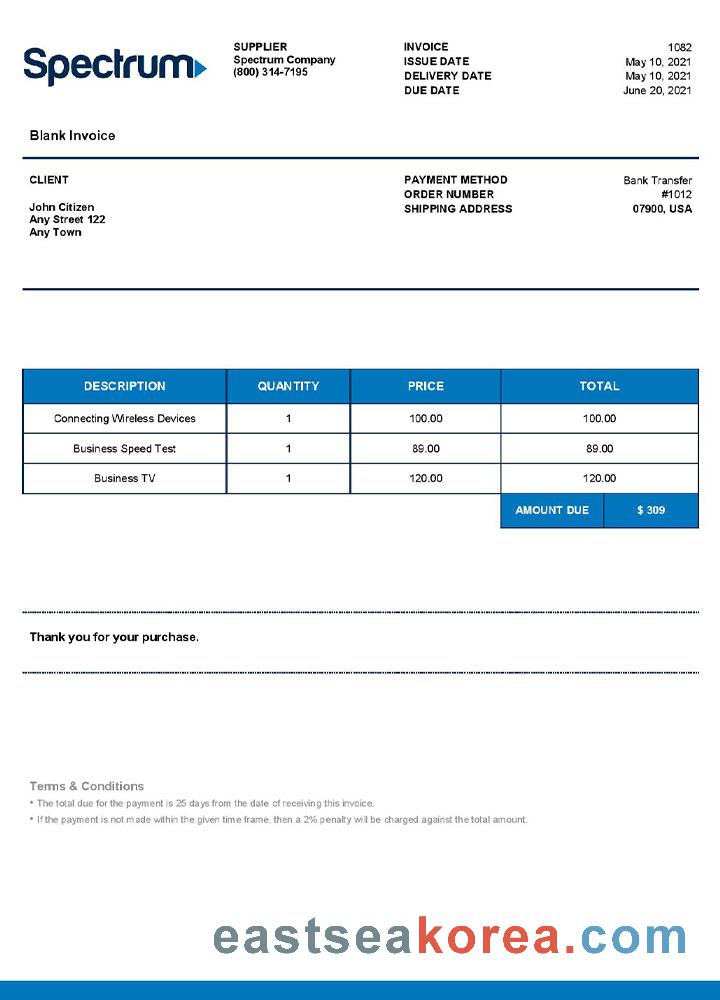 Spectrum
SUPPLIER
Spectrum Company
(800) 314-7195
INVOICE 1082
ISSUE DATE May 10, 2021
DELIVERY DATE May 10, 2021
DUE DATE June 20, 2021
Blank Invoice
CLIENT
John Citizen
Any Street 122
Any Town
PAYMENT METHOD Bank Transfer
ORDER NUMBER #1012
SHIPPING ADDRESS 07900, USA
DESCRIPTION QUANTITY PRICE TOTAL
Connecting Wireless Devices 1 100.00 100.00
Business Speed Test 1 89.00 89.00
Business TV 1 120.00 120.00
AMOUNT DUE $ 309
Thank you for your purchase.
Terms & Conditions
* The total due for the payment is 25 days from the date of receiving this invoice.
* If the payment is not made within the given time frame, then a 2% penalty will be charged against the total amount.
eastseakorea.com